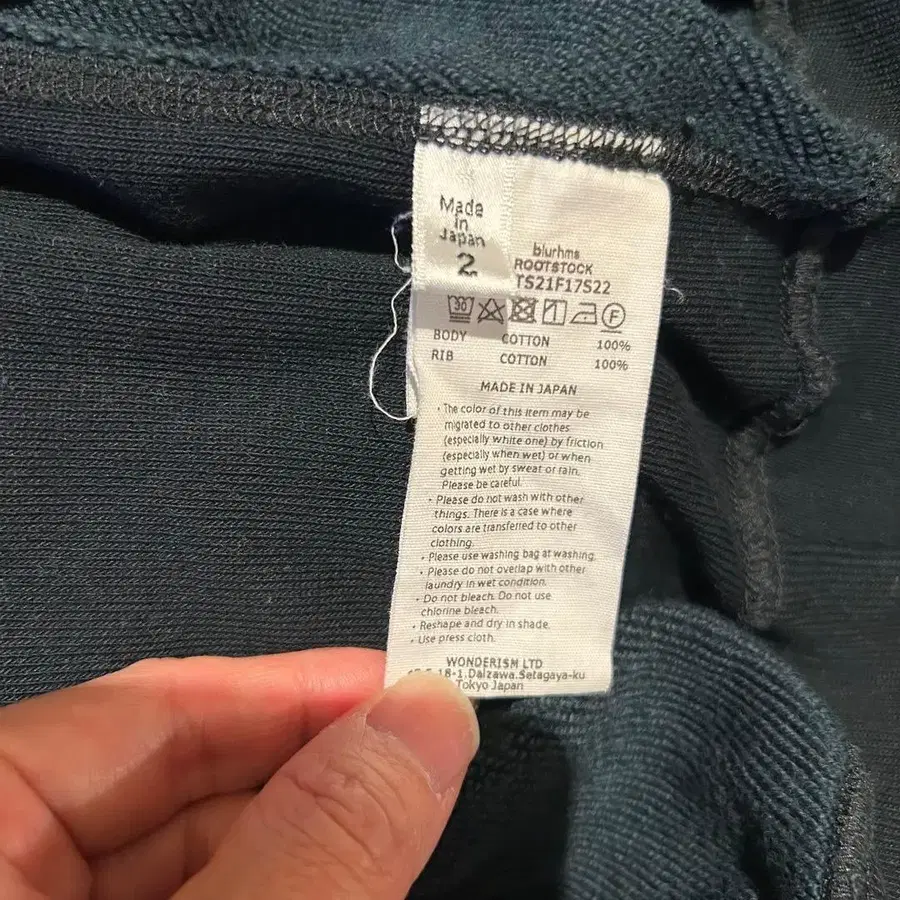 Made
in
Japan
2
blurhms
ROOTSTOCK
TS21F17S22
30 F
BODY COTTON 100%
RIB COTTON 100%
MADE IN JAPAN
・The color of this item may be
migrated to other clothes
(especially white one) by friction
(especially when wet) or when
getting wet by sweat or rain.
Please be careful.
・Please do not wash with other
things. There is a case where
colors are transferred to other
clothing.
・Please use washing bag at washing.
・Please do not overlap with other
laundry in wet condition.
・Do not bleach. Do not use
chlorine bleach.
・Reshape and dry in shade.
・Use press cloth.
WONDERISM LTD
18-1.Daizawa.Setagaya-ku
Tokyo Japan